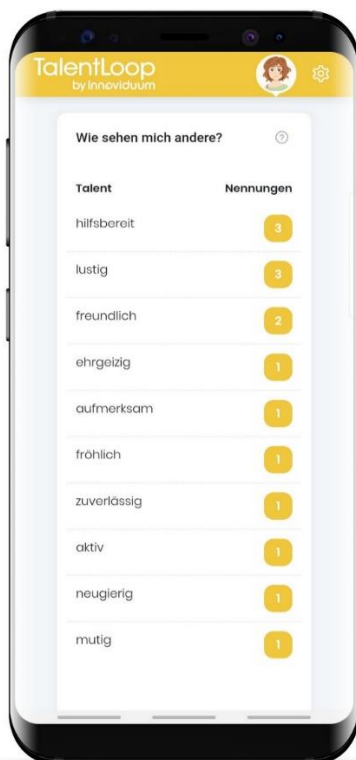 TalentLoop
by Innoviduum
Wie sehen mich andere?
?
Talent Nennungen
hilfsbereit 3
lustig 3
freundlich 2
ehrgeizig 1
aufmerksam 1
fröhlich 1
zuverlässig 1
aktiv 1
neugierig 1
mutig 1